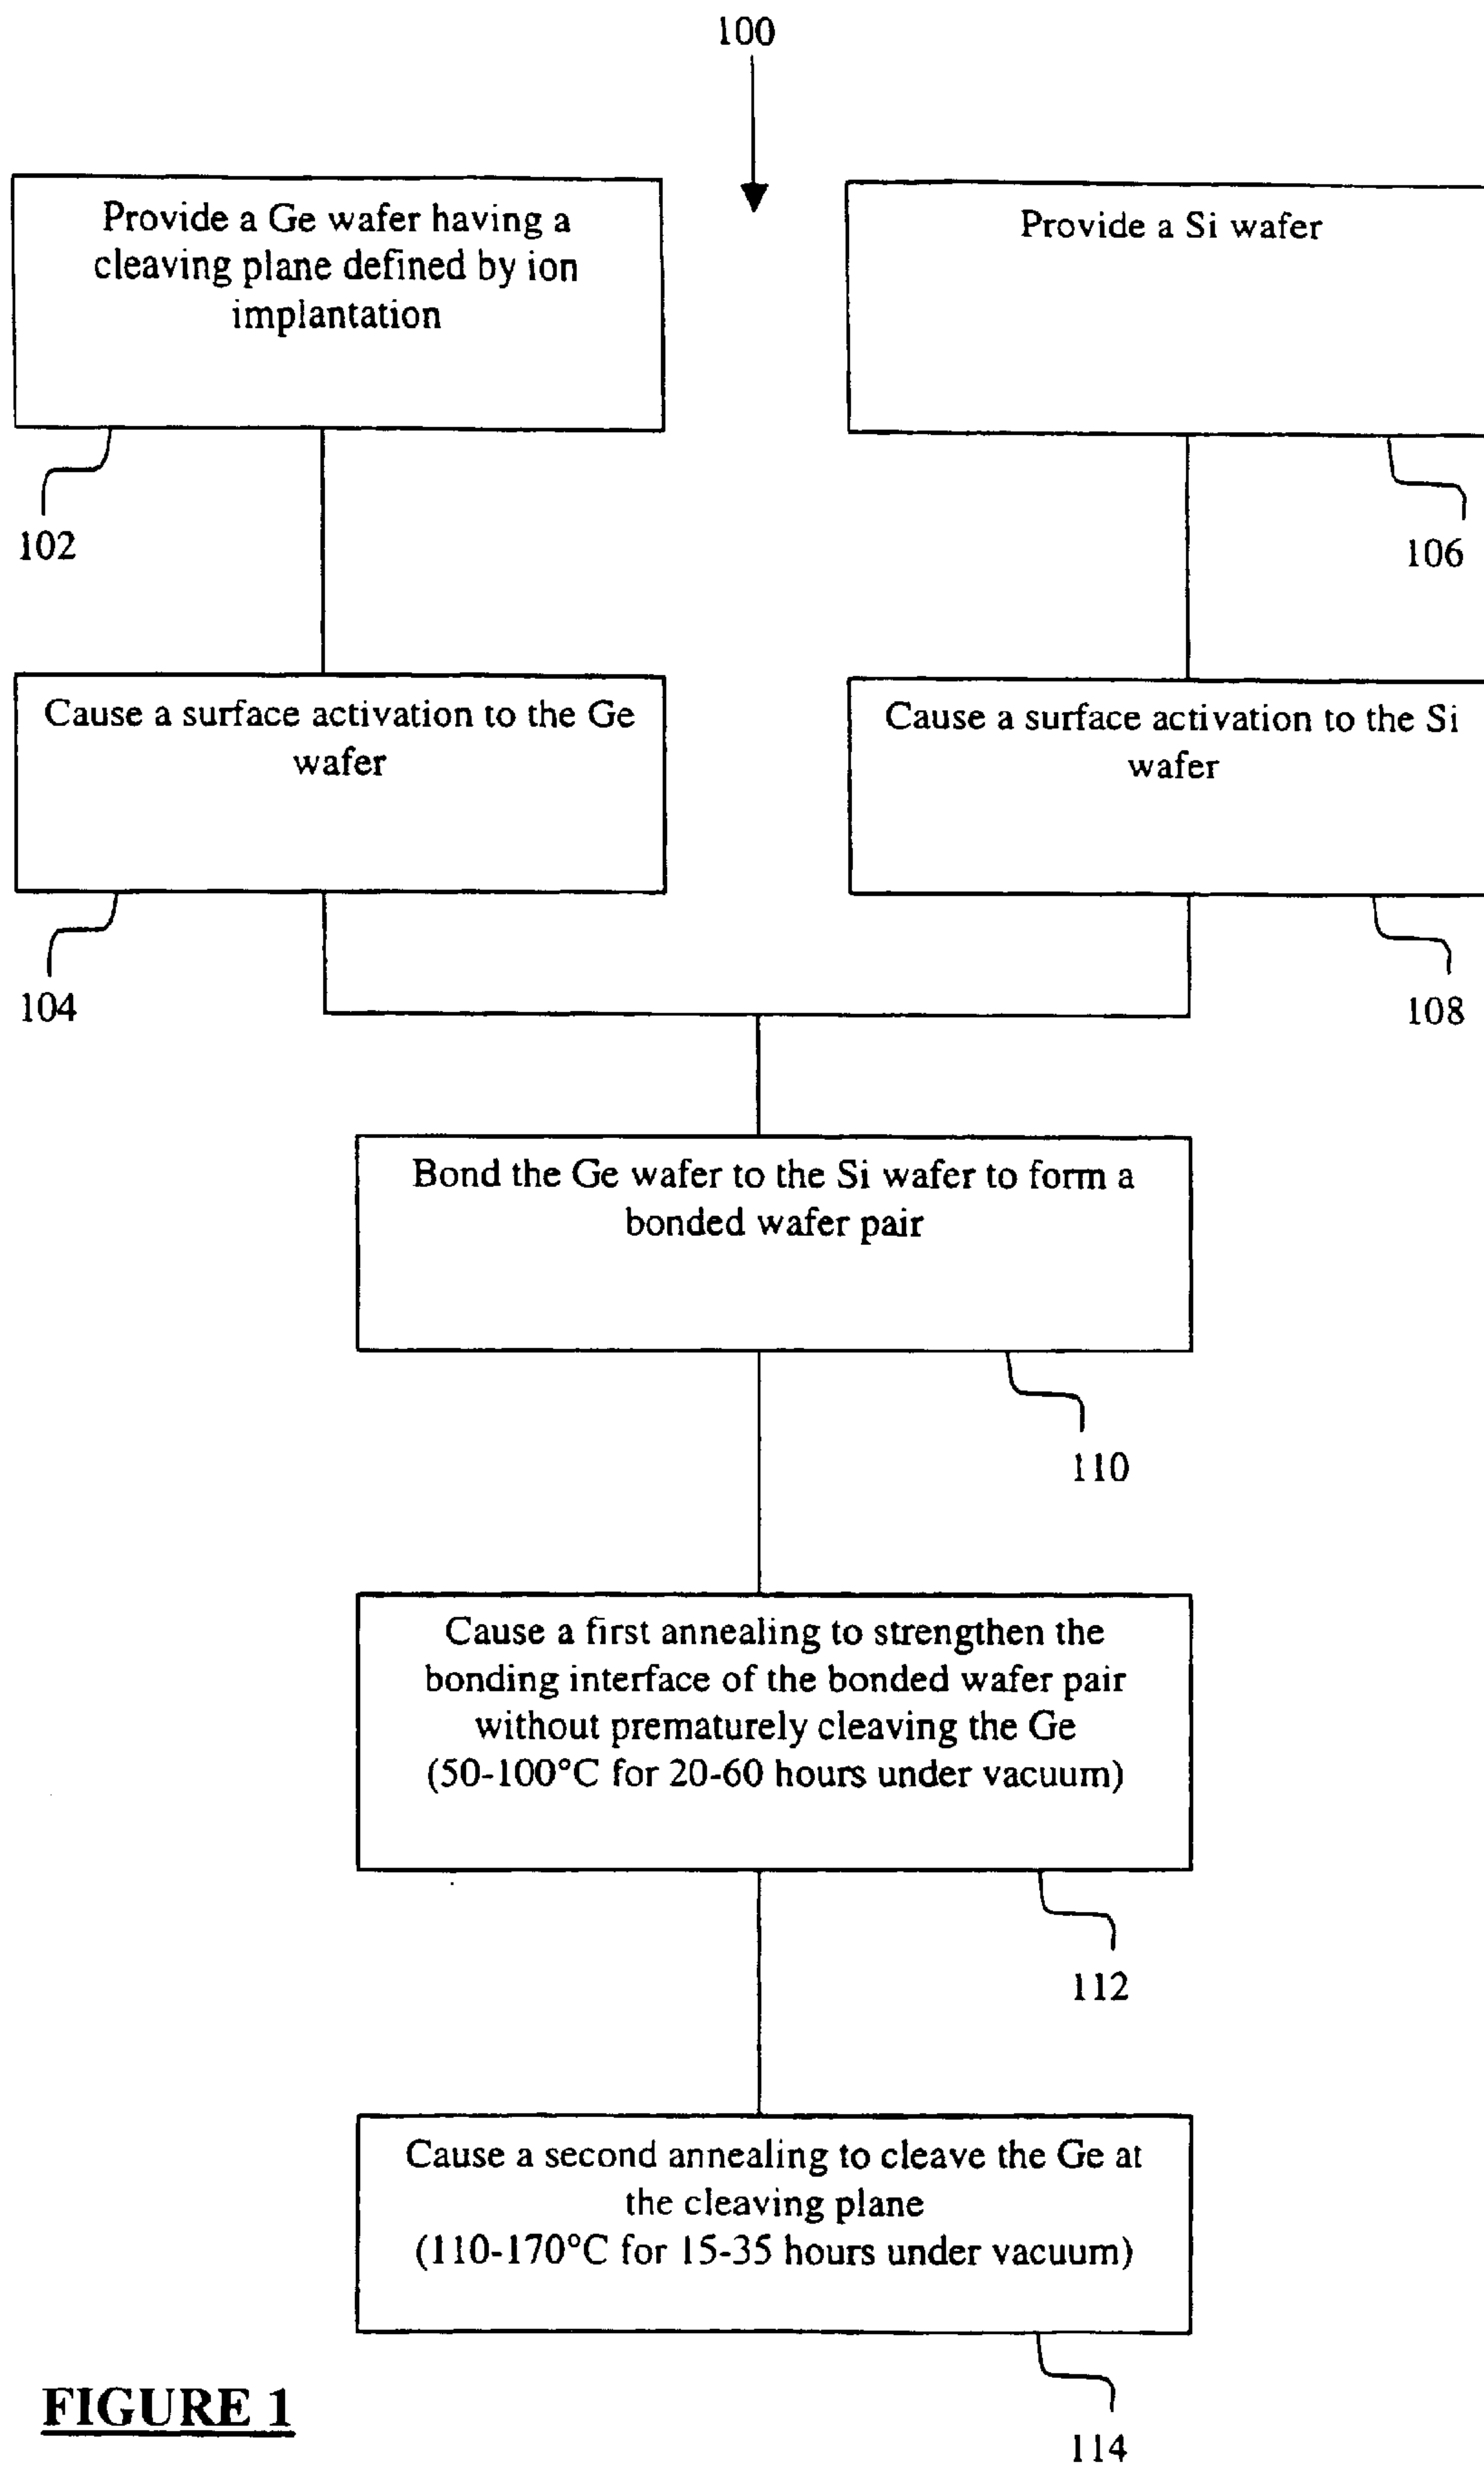 100
Provide a Ge wafer having a
cleaving plane defined by ion
implantation
102
Provide a Si wafer
106
Cause a surface activation to the Ge
wafer
104
Cause a surface activation to the Si
wafer
108
Bond the Ge wafer to the Si wafer to form a
bonded wafer pair
110
Cause a first annealing to strengthen the
bonding interface of the bonded wafer pair
without prematurely cleaving the Ge
(50-100°C for 20-60 hours under vacuum)
112
Cause a second annealing to cleave the Ge at
the cleaving plane
(110-170°C for 15-35 hours under vacuum)
114
FIGURE 1